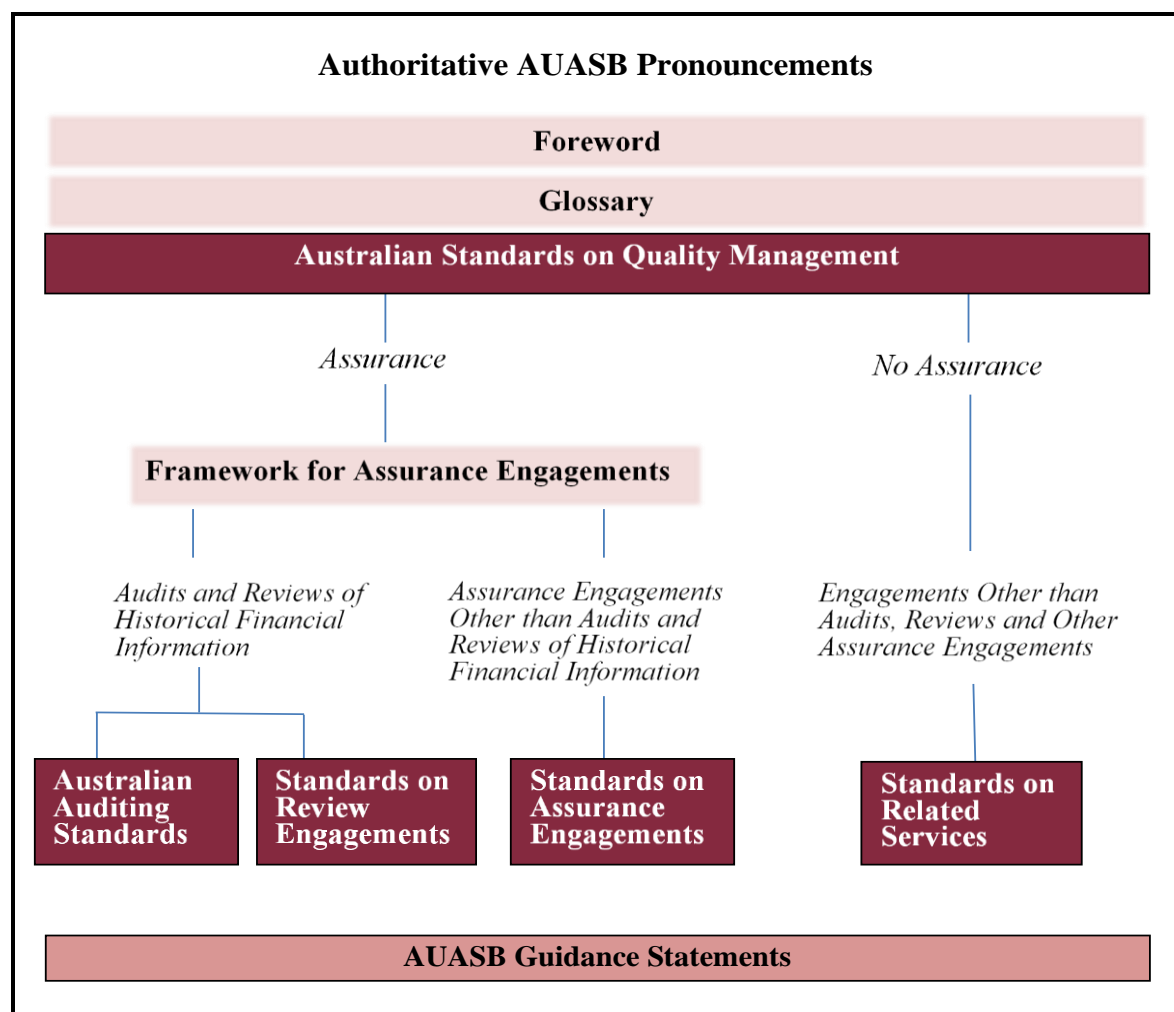 Authoritative AUASB Pronouncements
Foreword
Glossary
Australian Standards on Quality Management
Assurance
No Assurance
Framework for Assurance Engagements
Audits and Reviews of
Historical Financial
Information
Assurance Engagements
Other than Audits and
Reviews of Historical
Financial Information
Engagements Other than
Audits, Reviews and Other
Assurance Engagements
Australian
Auditing
Standards
Standards on
Review
Engagements
Standards on
Assurance
Engagements
Standards on
Related
Services
AUASB Guidance Statements